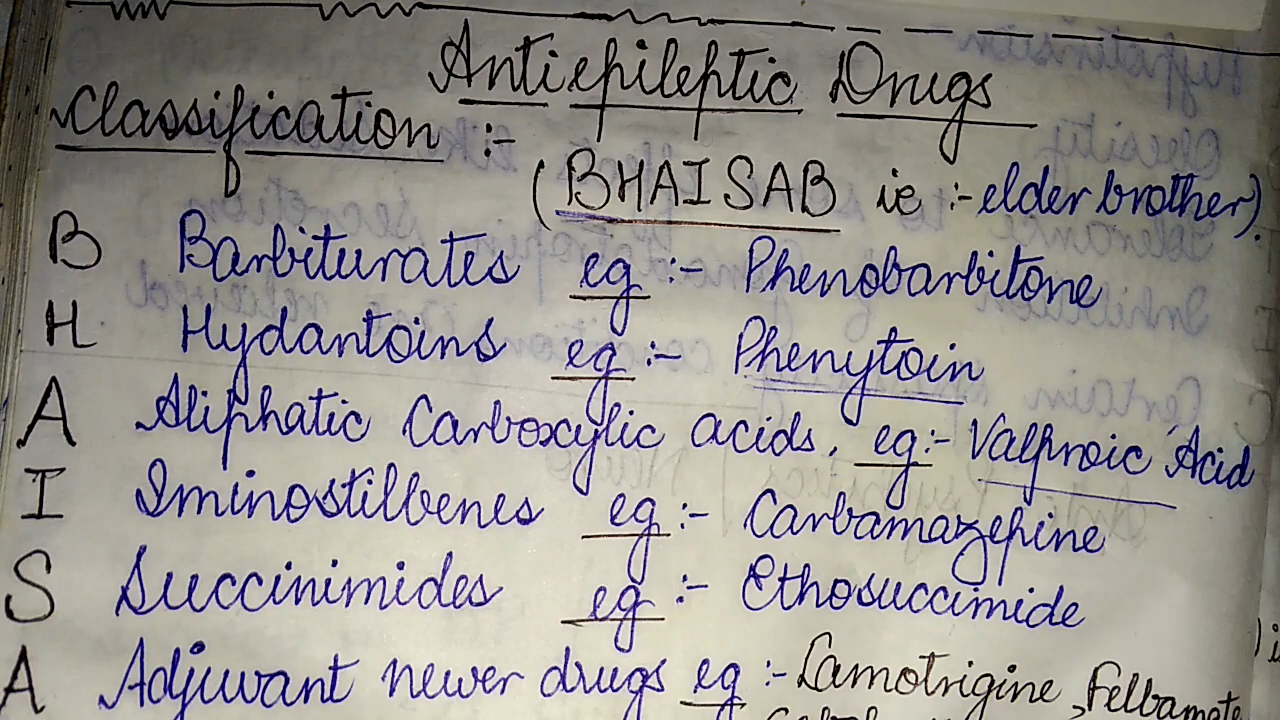 Antiepileptic Drugs
Classification :-
(BHAISAB ie :- elder brother).
B Barbiturates eg :- Phenobarbitone
H Hydantoins eg :- Phenytoin
A Aliphatic Carboxylic acids. eg:- Valproic Acid
I Iminostilbenes eg :- Carbamazepine
S Succinimides eg :- Ethosuccimide
A Adjuvant newer drugs eg :- Lamotrigine, Felbamate